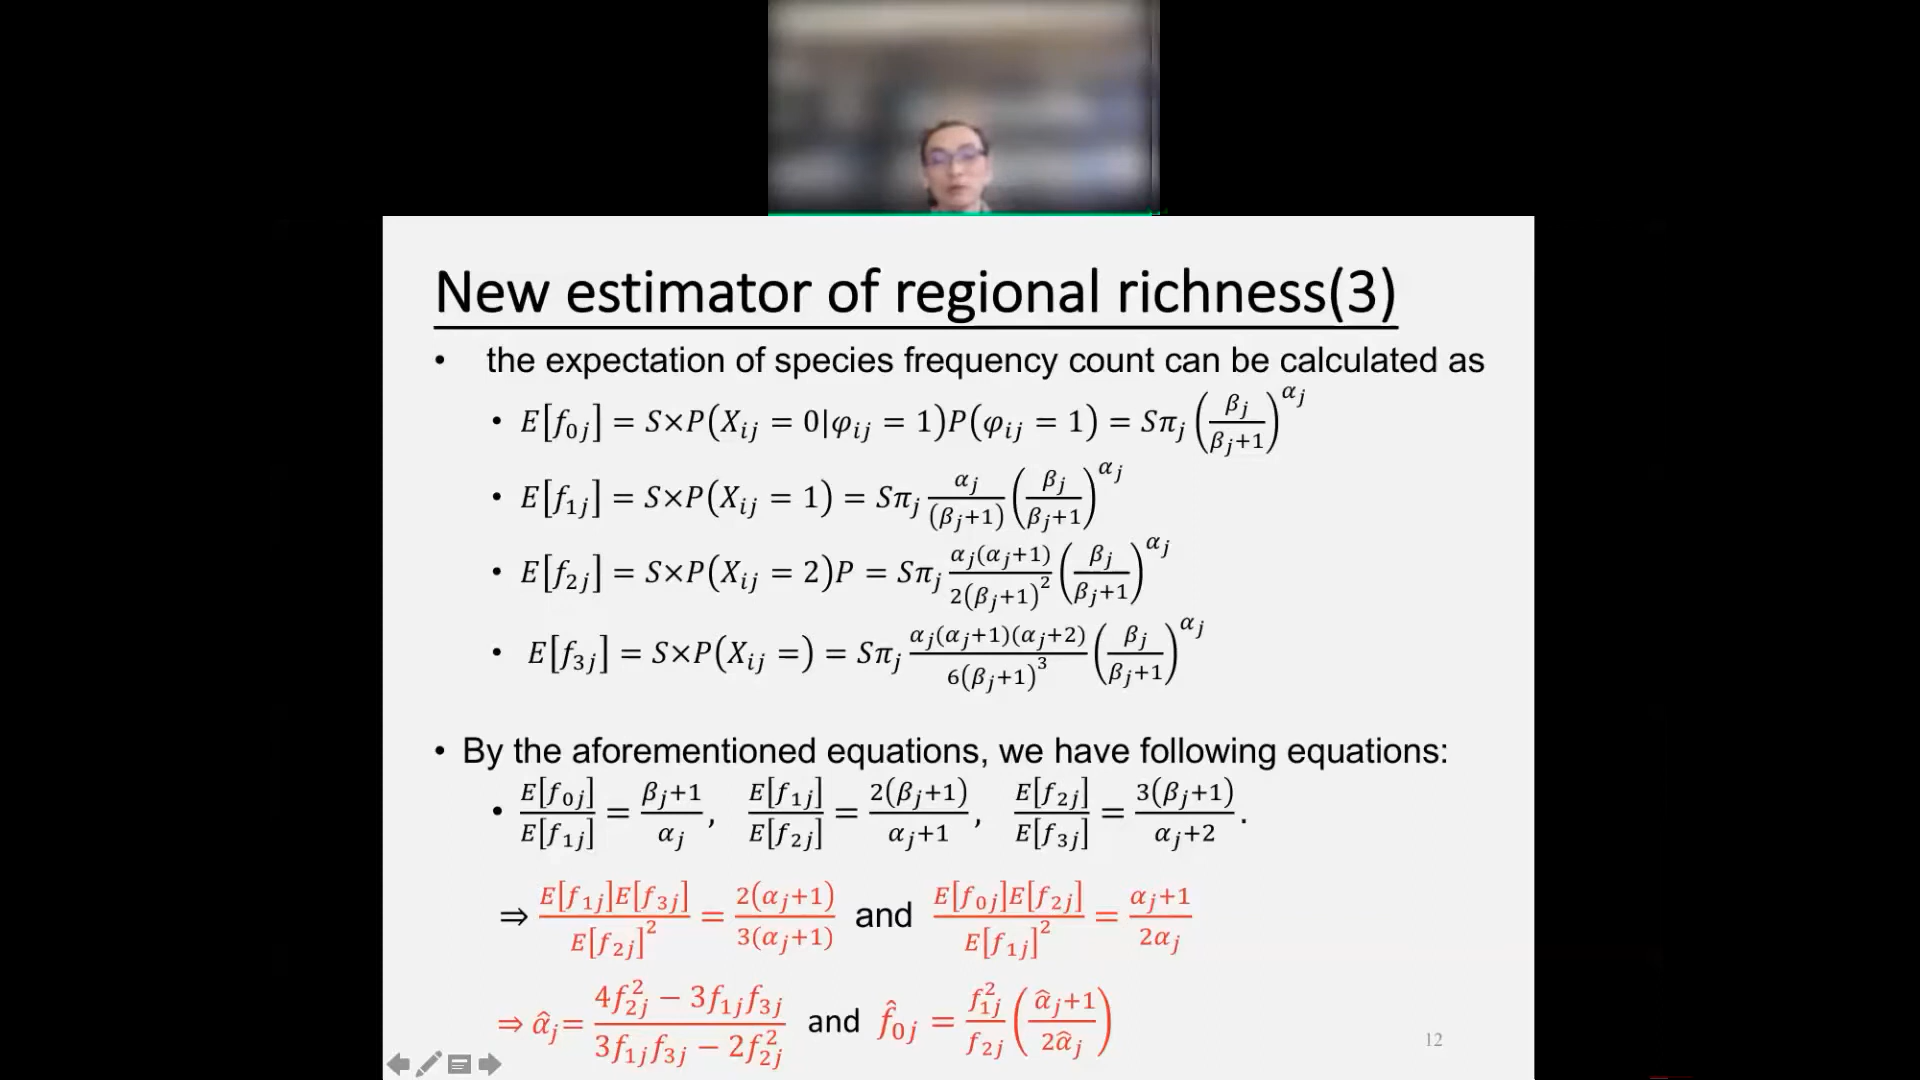 New estimator of regional richness(3)
• the expectation of species frequency count can be calculated as
• E[f₀ⱼ] = S×P(Xᵢⱼ = 0|φᵢⱼ = 1)P(φᵢⱼ = 1) = Sπⱼ (βⱼ/(βⱼ+1))^αⱼ
• E[f₁ⱼ] = S×P(Xᵢⱼ = 1) = Sπⱼ αⱼ/(βⱼ+1) (βⱼ/(βⱼ+1))^αⱼ
• E[f₂ⱼ] = S×P(Xᵢⱼ = 2)P = Sπⱼ αⱼ(αⱼ+1)/2(βⱼ+1)² (βⱼ/(βⱼ+1))^αⱼ
• E[f₃ⱼ] = S×P(Xᵢⱼ =) = Sπⱼ αⱼ(αⱼ+1)(αⱼ+2)/6(βⱼ+1)³ (βⱼ/(βⱼ+1))^αⱼ
• By the aforementioned equations, we have following equations:
• E[f₀ⱼ]/E[f₁ⱼ] = (βⱼ+1)/αⱼ, E[f₁ⱼ]/E[f₂ⱼ] = 2(βⱼ+1)/(αⱼ+1), E[f₂ⱼ]/E[f₃ⱼ] = 3(βⱼ+1)/(αⱼ+2).
⇒ E[f₁ⱼ]E[f₃ⱼ]/E[f₂ⱼ]² = 2(αⱼ+1)/3(αⱼ+1) and E[f₀ⱼ]E[f₂ⱼ]/E[f₁ⱼ]² = (αⱼ+1)/2αⱼ
⇒ α̂ⱼ= (4f₂ⱼ² − 3f₁ⱼf₃ⱼ)/(3f₁ⱼf₃ⱼ − 2f₂ⱼ²) and f̂₀ⱼ = f₁ⱼ²/f₂ⱼ ((α̂ⱼ+1)/2α̂ⱼ)
12